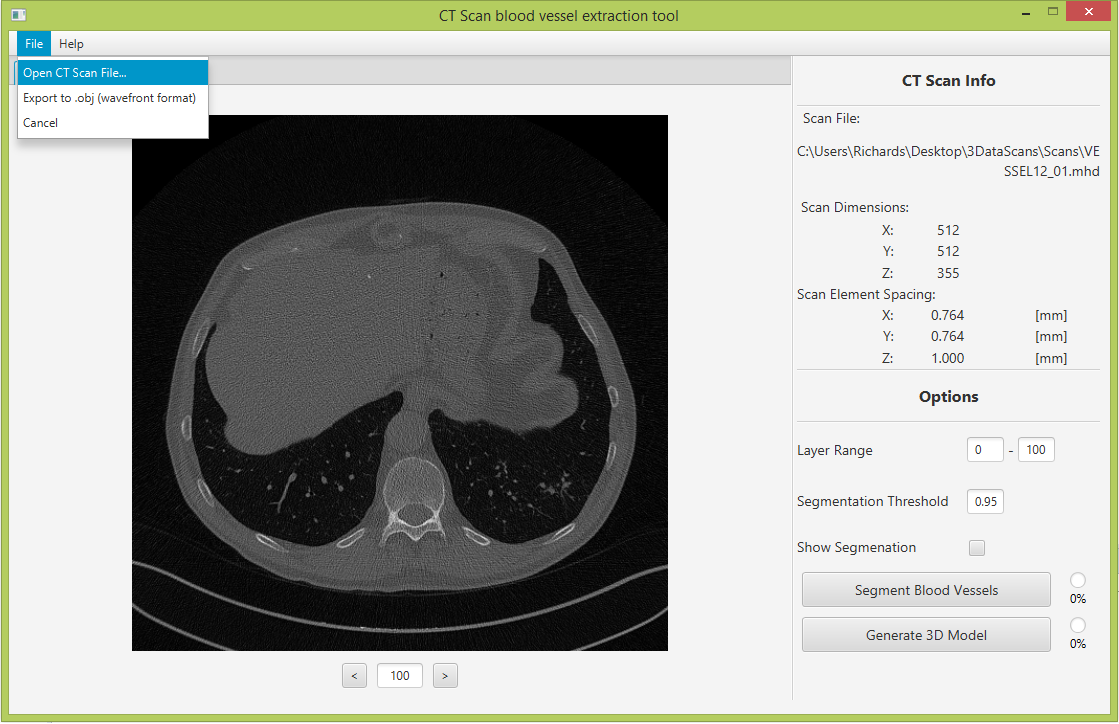 CT Scan blood vessel extraction tool
File Help
Open CT Scan File...
Export to .obj (wavefront format)
Cancel
< 100 >
CT Scan Info
Scan File:
C:\Users\Richards\Desktop\3DataScans\Scans\VE
SSEL12_01.mhd
Scan Dimensions:
X: 512
Y: 512
Z: 355
Scan Element Spacing:
X: 0.764 [mm]
Y: 0.764 [mm]
Z: 1.000 [mm]
Options
Layer Range 0 - 100
Segmentation Threshold 0.95
Show Segmenation
Segment Blood Vessels
0%
Generate 3D Model
0%